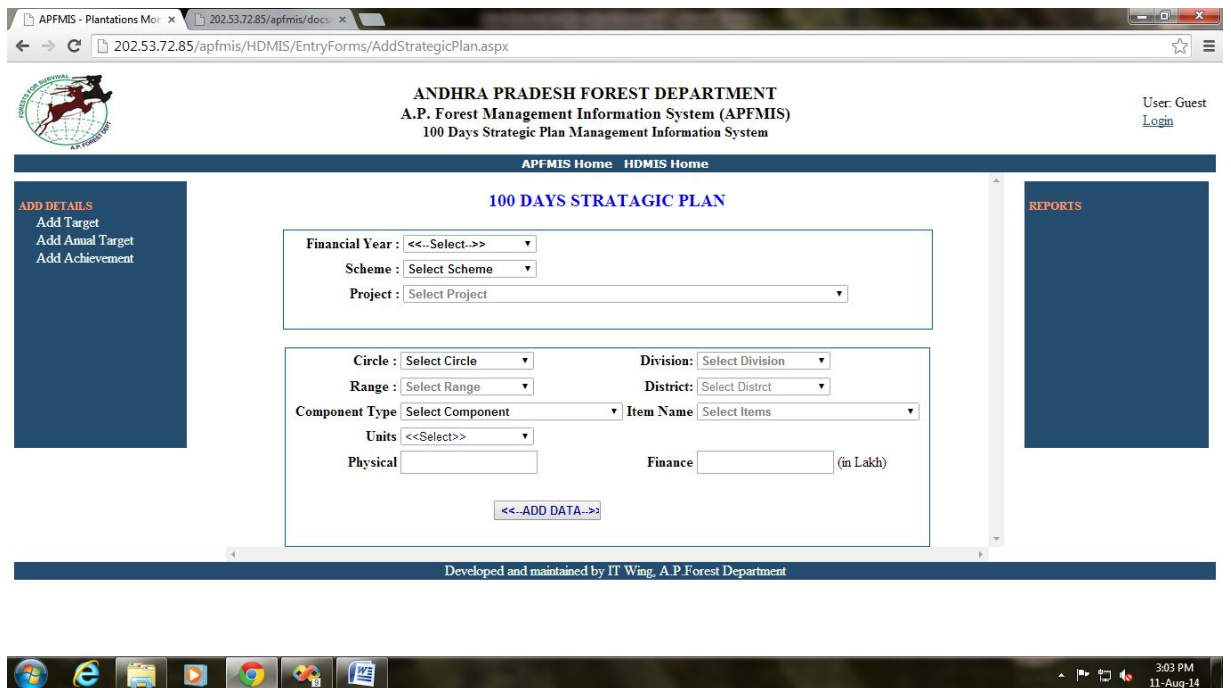 APFMIS - Plantations Mor
202.53.72.85/apfmis/docs/
202.53.72.85/apfmis/HDMIS/EntryForms/AddStrategicPlan.aspx
FORESTS FOR SURVIVAL
A.P. FOREST DEPT
ANDHRA PRADESH FOREST DEPARTMENT
A.P. Forest Management Information System (APFMIS)
100 Days Strategic Plan Management Information System
User: Guest
Login
APFMIS Home HDMIS Home
ADD DETAILS
Add Target
Add Anual Target
Add Achievement
100 DAYS STRATAGIC PLAN
REPORTS
Financial Year : <<--Select-->>
Scheme : Select Scheme
Project : Select Project
Circle : Select Circle Division: Select Division
Range : Select Range District: Select Distrct
Component Type Select Component Item Name Select Items
Units <<Select>>
Physical Finance (in Lakh)
<<--ADD DATA-->>
Developed and maintained by IT Wing, A.P.Forest Department
3:03 PM
11-Aug-14